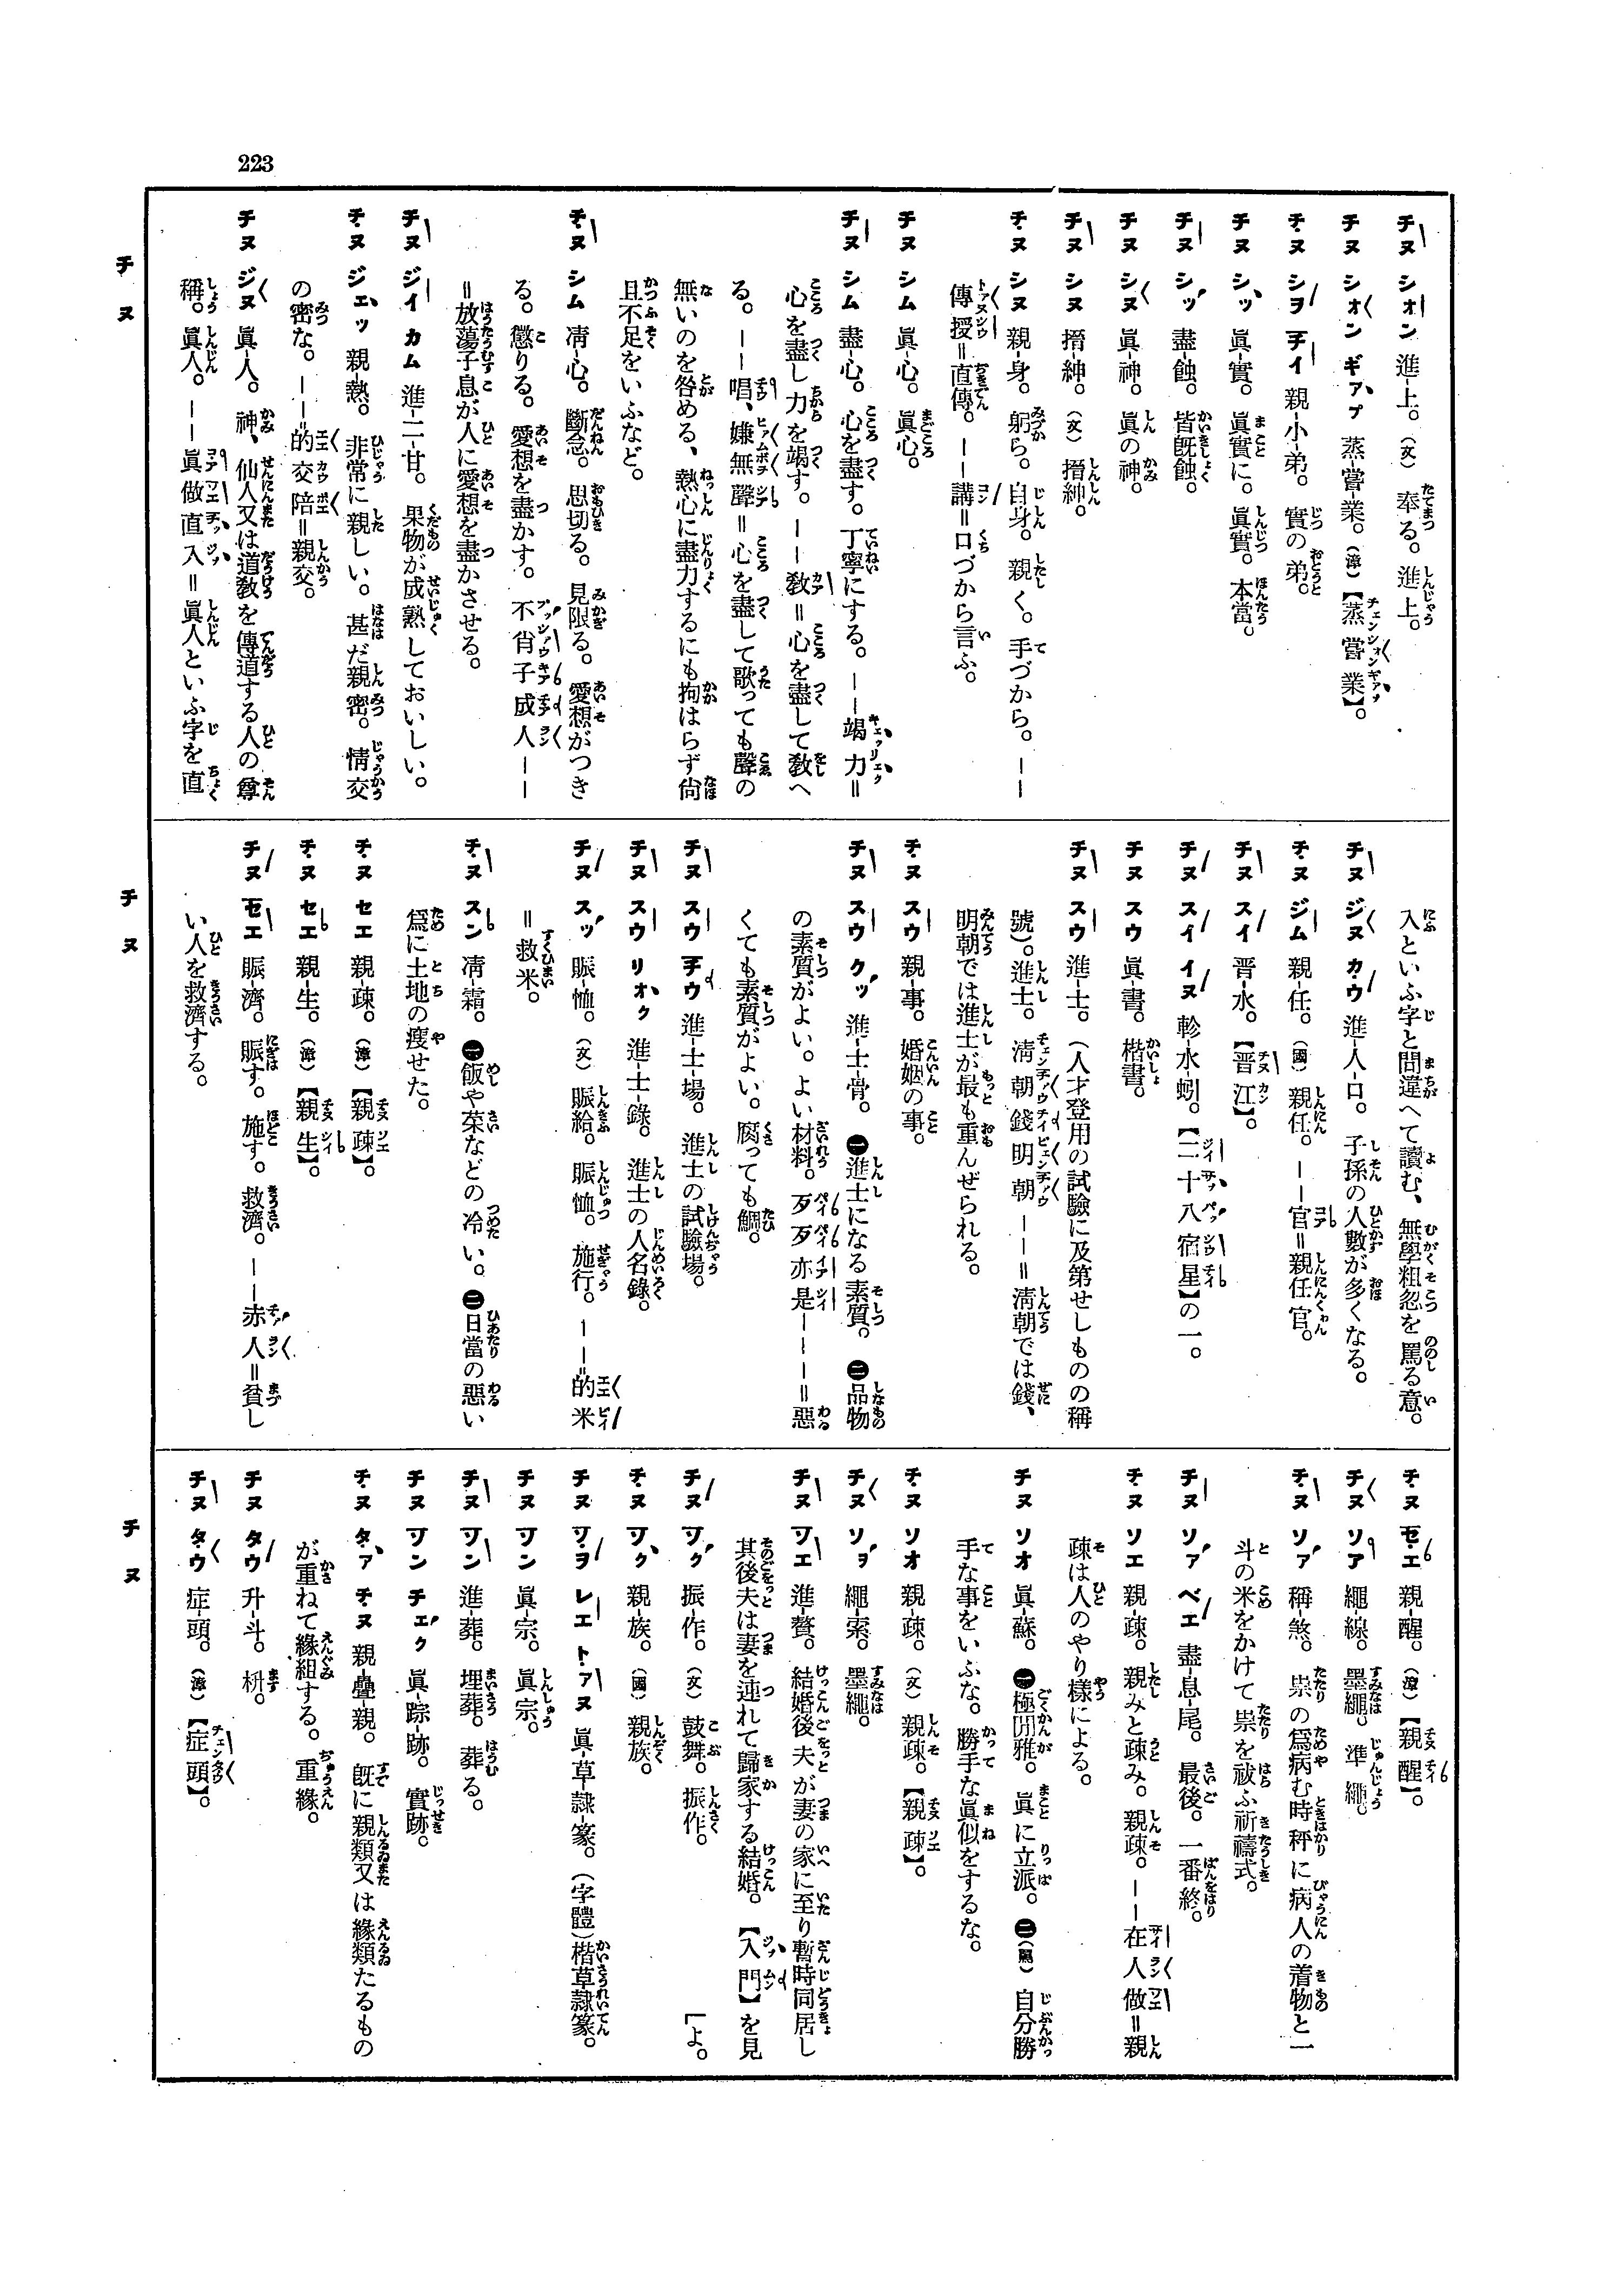 223
チヌ シオン 進-上。(文) 奉る。進上。
チヌ シオン ギァプ 蒸-嘗-業。(漳)【蒸嘗業】。
チヌ シヲ チイ 親-小-弟。實の弟。
チヌ シッ 眞-實。眞實に。眞實。本當。
チヌ シッ 盡-蝕。皆旣蝕。
チヌ シヌ 眞-神。眞の神。
チヌ シヌ 搢-紳。(文) 搢紳。
チヌ シヌ 親-身。躬ら。自身。親しく。手づから。——
傳授=直傳。——講=口づから言ふ。
チヌ シム 眞-心。眞心。
チヌ シム 盡-心。心を盡す。丁寧にする。——竭力=
心を盡し力を竭す。——敎=心を盡して敎へ
る。——唱、嫌無聲=心を盡して歌っても聲の
無いのを咎める、熱心に盡力するにも拘はらず尙
且不足をいふなど。
チヌ シム 凊-心。斷念。思切る。見限る。愛想がつき
る。懲りる。愛想を盡かす。不肖子成人——
=放蕩子息が人に愛想を盡かさせる。
チヌ ジイ カム 進-二-甘。果物が成熟しておいしい。
チヌ ジェッ 親-熱。非常に親しい。甚だ親密。情交
の密な。——的交陪=親交。
チヌ ジヌ 眞-人。神、仙人又は道敎を傳道する人の尊
稱。眞人。——眞做直入=眞人といふ字を直
入といふ字と間違へて讀む、無學粗忽を罵る意。
チヌ ジヌ カウ 進-人-口。子孫の人數が多くなる。
チヌ ジム 親-任。(國) 親任。——官=親任官。
チヌ スイ 晋-水。【晋江】。
チヌ スイ イヌ 軫-水-蚓。【二十八宿星】の一。
チヌ スウ 眞-書。楷書。
チヌ スウ 進-士。(人才登用の試驗に及第せしものの稱
號)。進士。淸朝錢明朝——=淸朝では錢、
明朝では進士が最も重んぜられる。
チヌ スウ 親-事。婚姻の事。
チヌ スウ クッ 進-士-骨。㊀進士になる素質。㊁品物
の素質がよい。よい材料。歹歹亦是———=惡
くても素質がよい。腐っても鯛。
チヌ スウ チウ 進-士-場。進士の試驗場。
チヌ スウ リオク 進-士-錄。進士の人名錄。
チヌ スッ 賑-恤。(文) 賑給。賑恤。施行。——的米
=救米。
チヌ スン 凊-霜。㊀飯や菜などの冷い。㊁日當の惡い
爲に土地の瘦せた。
チヌ セエ 親-疎。(漳)【親疎】。
チヌ セエ 親-生。(漳)【親生】。
チヌ セエ 賑-濟。賑す。施す。救濟。——赤人=貧し
い人を救濟する。
チヌ セエ 親-醒。(漳)【親醒】。
チヌ ソア 繩-線。墨繩。準繩。
チヌ ソァ 稱-煞。祟の爲病む時秤に病人の着物と一
斗の米をかけて祟を祓ふ祈禱式。
チヌ ソァ ベエ 盡-息-尾。最後。一番終。
チヌ ソエ 親-疎。親みと疎み。親疎。——在人做=親
疎は人のやり樣による。
チヌ ソオ 眞-蘇。㊀極閒雅。眞に立派。㊁(罵) 自分勝
手な事をいふな。勝手な眞似をするな。
チヌ ソオ 親-疎。(文) 親疎。【親疎】。
チヌ ソヲ 繩-索。墨繩。
チヌ ツエ 進-贅。結婚後夫が妻の家に至り暫時同居し
其後夫は妻を連れて歸家する結婚。【入門】を見
チヌ ツク 振-作。(文) 鼓舞。振作。 「よ。
チヌ ツク 親-族。(國) 親族。
チヌ ツヲ レエ トァヌ 眞-草-隷-篆。(字體)楷草隷篆。
チヌ ツン 眞-宗。眞宗。
チヌ ツン 進-葬。埋葬。葬る。
チヌ ツン チェク 眞-踪-跡。實跡。
チヌ タァ チヌ 親-疊-親。旣に親類又は緣類たるもの
が重ねて緣組する。重緣。
チヌ タウ 升-斗。枡。
チヌ タウ 症-頭。(漳)【症頭】。
チヌ
チヌ
チヌ